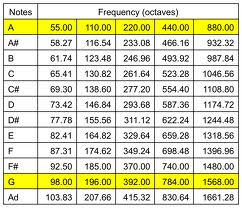 Notes Frequency (octaves)
A 55.00 110.00 220.00 440.00 880.00
A# 58.27 116.54 233.08 466.16 932.32
B 61.74 123.48 246.96 493.92 987.84
C 65.41 130.82 261.64 523.28 1046.56
C# 69.30 138.60 277.20 554.40 1108.80
D 73.42 146.84 293.68 587.36 1174.72
D# 77.78 155.56 311.12 622.24 1244.48
E 82.41 164.82 329.64 659.28 1318.56
F 87.31 174.62 349.24 698.48 1396.96
F# 92.50 185.00 370.00 740.00 1480.00
G 98.00 196.00 392.00 784.00 1568.00
Ad 103.83 207.66 415.32 830.64 1661.28